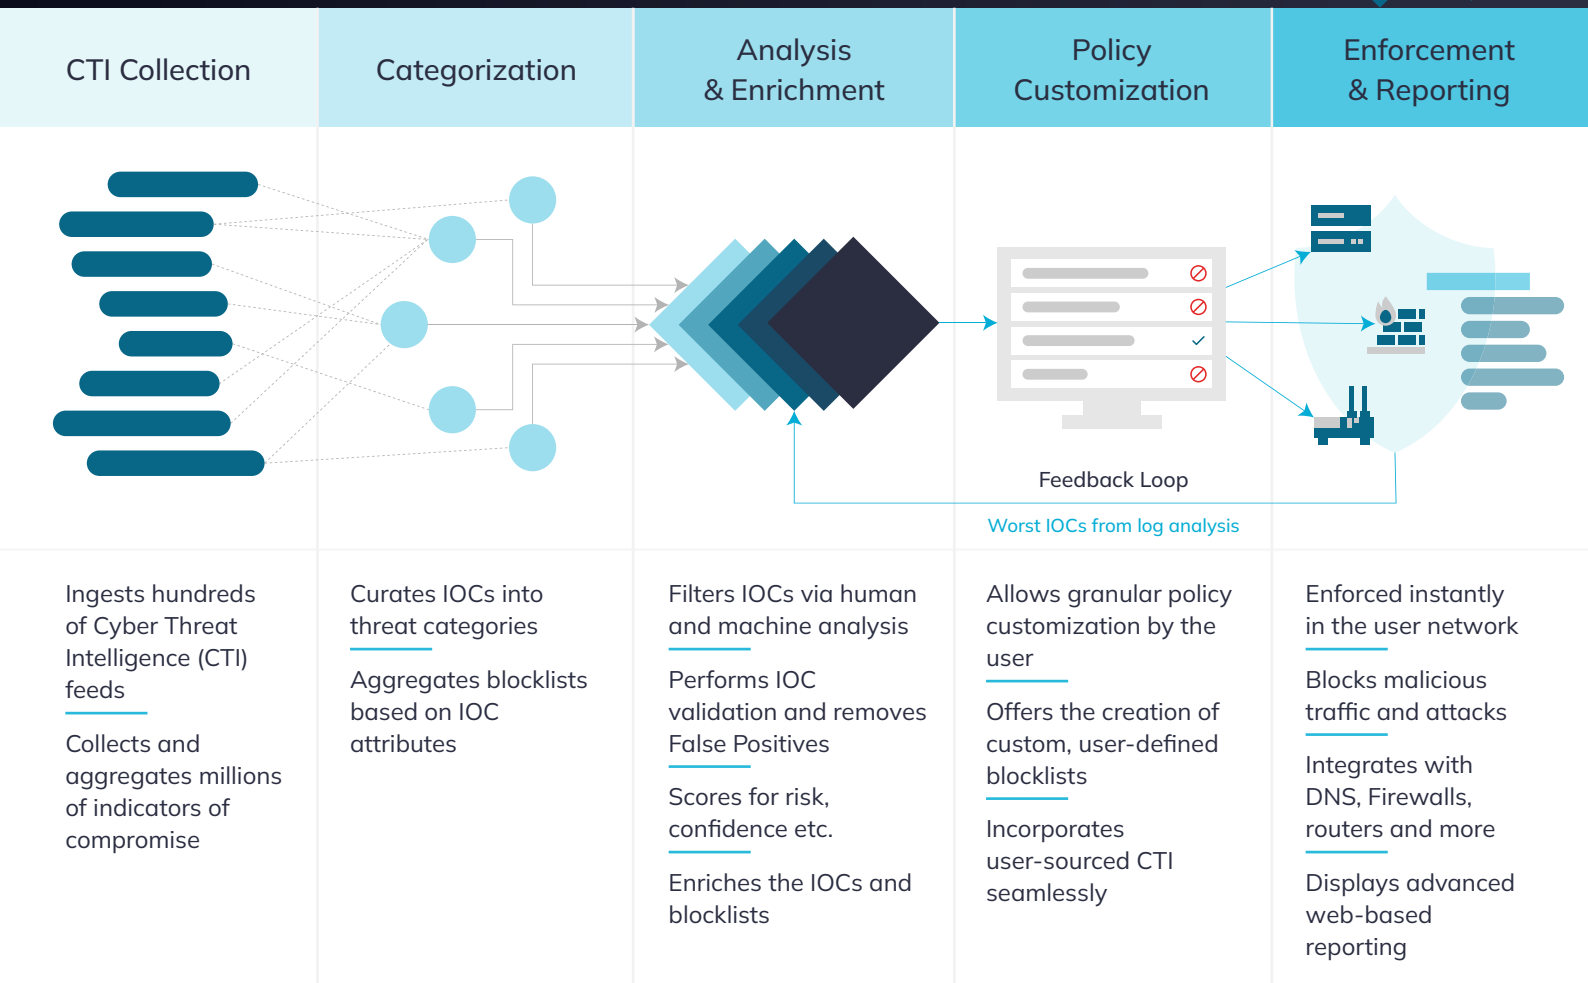 CTI Collection
Categorization
Analysis
& Enrichment
Policy
Customization
Enforcement
& Reporting
Feedback Loop
Worst IOCs from log analysis
Ingests hundreds
of Cyber Threat
Intelligence (CTI)
feeds
Collects and
aggregates millions
of indicators of
compromise
Curates IOCs into
threat categories
Aggregates blocklists
based on IOC
attributes
Filters IOCs via human
and machine analysis
Performs IOC
validation and removes
False Positives
Scores for risk,
confidence etc.
Enriches the IOCs and
blocklists
Allows granular policy
customization by the
user
Offers the creation of
custom, user-defined
blocklists
Incorporates
user-sourced CTI
seamlessly
Enforced instantly
in the user network
Blocks malicious
traffic and attacks
Integrates with
DNS, Firewalls,
routers and more
Displays advanced
web-based
reporting